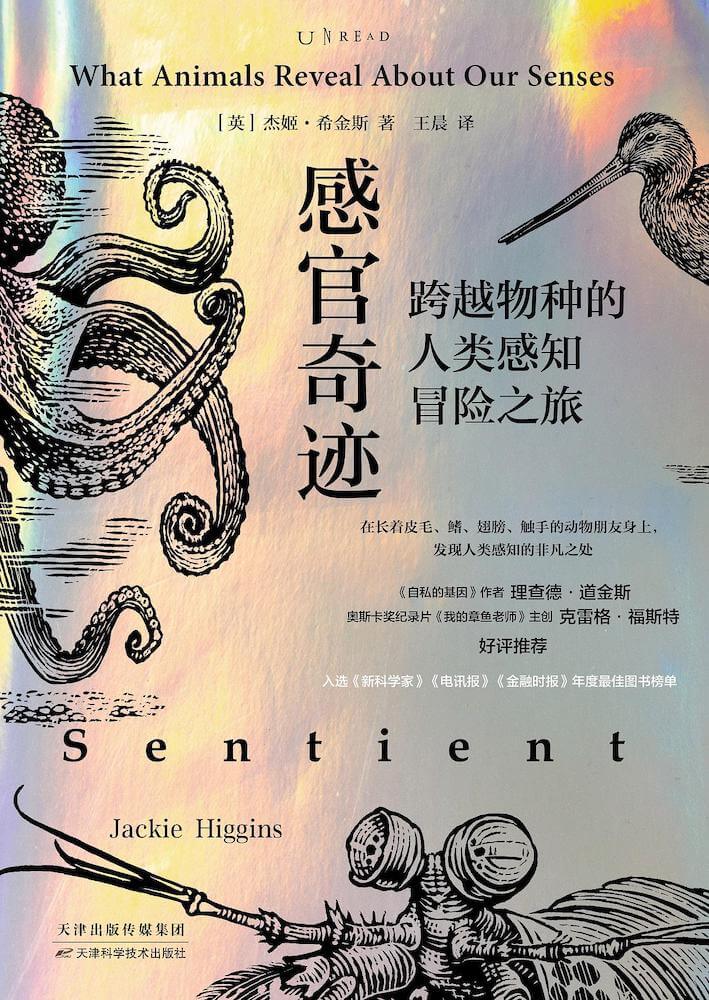 UNREAD
What Animals Reveal About Our Senses
[英] 杰姬·希金斯 著 王晨 译
感官奇迹
跨越物种的
人类感知
冒险之旅
在长着皮毛、鳍、翅膀、触手的动物朋友身上，
发现人类感知的非凡之处
《自私的基因》作者 理查德·道金斯
奥斯卡奖纪录片《我的章鱼老师》主创 克雷格·福斯特
好评推荐
入选《新科学家》《电讯报》《金融时报》年度最佳图书榜单
Sentient
Jackie Higgins
天津出版传媒集团
天津科学技术出版社